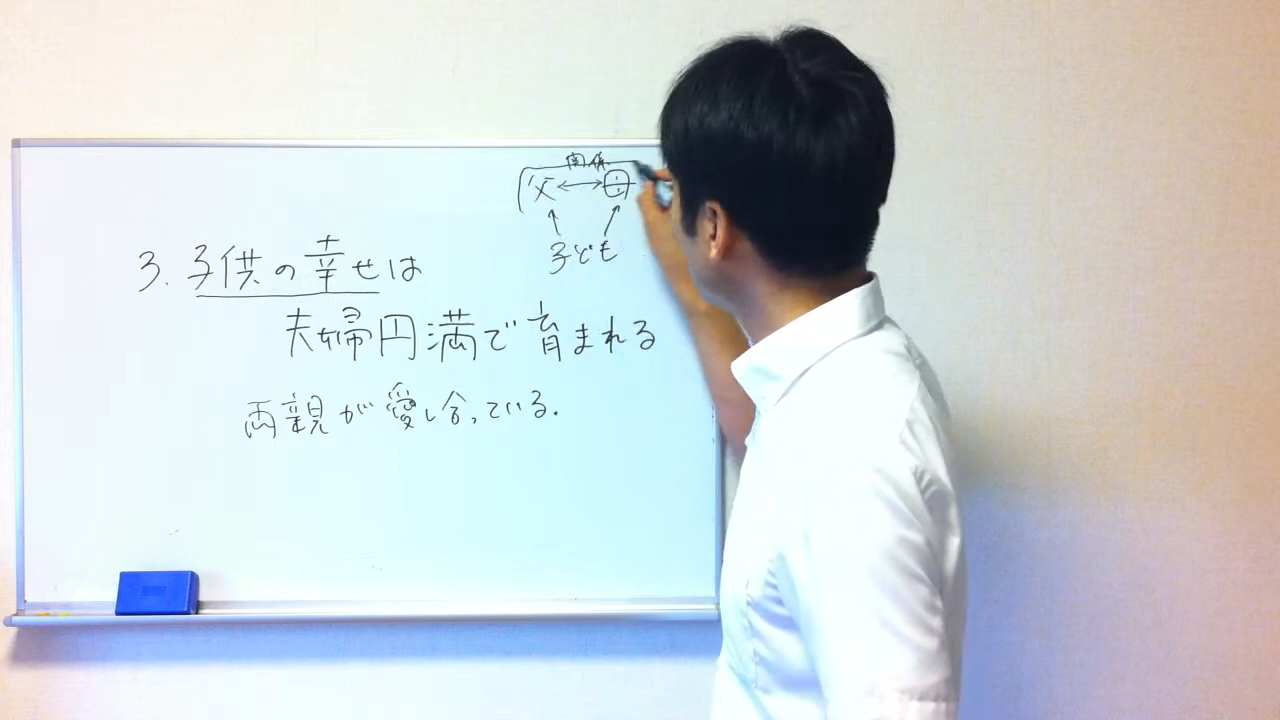 関係
父 ↔ 母
子ども
3. 子供の幸せは
夫婦円満で育まれる
両親が愛し合っている.